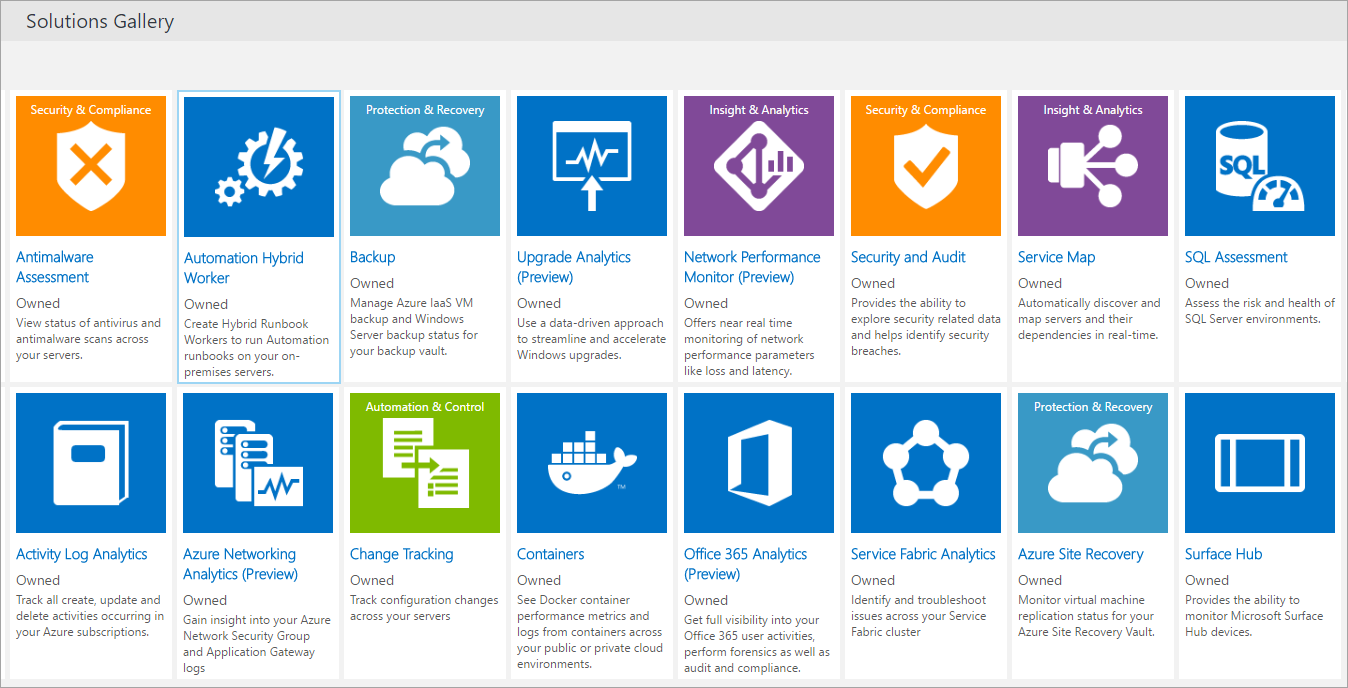 Solutions Gallery
Security & Compliance
Antimalware
Assessment
Owned
View status of antivirus and
antimalware scans across
your servers.
Automation Hybrid
Worker
Owned
Create Hybrid Runbook
Workers to run Automation
runbooks on your on-
premises servers.
Protection & Recovery
Backup
Owned
Manage Azure IaaS VM
backup and Windows
Server backup status for
your backup vault.
Upgrade Analytics
(Preview)
Owned
Use a data-driven approach
to streamline and accelerate
Windows upgrades.
Insight & Analytics
Network Performance
Monitor (Preview)
Owned
Offers near real time
monitoring of network
performance parameters
like loss and latency.
Security & Compliance
Security and Audit
Owned
Provides the ability to
explore security related data
and helps identify security
breaches.
Insight & Analytics
Service Map
Owned
Automatically discover and
map servers and their
dependencies in real-time.
SQL
SQL Assessment
Owned
Assess the risk and health of
SQL Server environments.
Activity Log Analytics
Owned
Track all create, update and
delete activities occurring in
your Azure subscriptions.
Azure Networking
Analytics (Preview)
Owned
Gain insight into your Azure
Network Security Group
and Application Gateway
logs
Automation & Control
Change Tracking
Owned
Track configuration changes
across your servers
TM
Containers
Owned
See Docker container
performance metrics and
logs from containers across
your public or private cloud
environments.
Office 365 Analytics
(Preview)
Owned
Get full visibility into your
Office 365 user activities,
perform forensics as well as
audit and compliance.
Service Fabric Analytics
Owned
Identify and troubleshoot
issues across your Service
Fabric cluster
Protection & Recovery
Azure Site Recovery
Owned
Monitor virtual machine
replication status for your
Azure Site Recovery Vault.
Surface Hub
Owned
Provides the ability to
monitor Microsoft Surface
Hub devices.